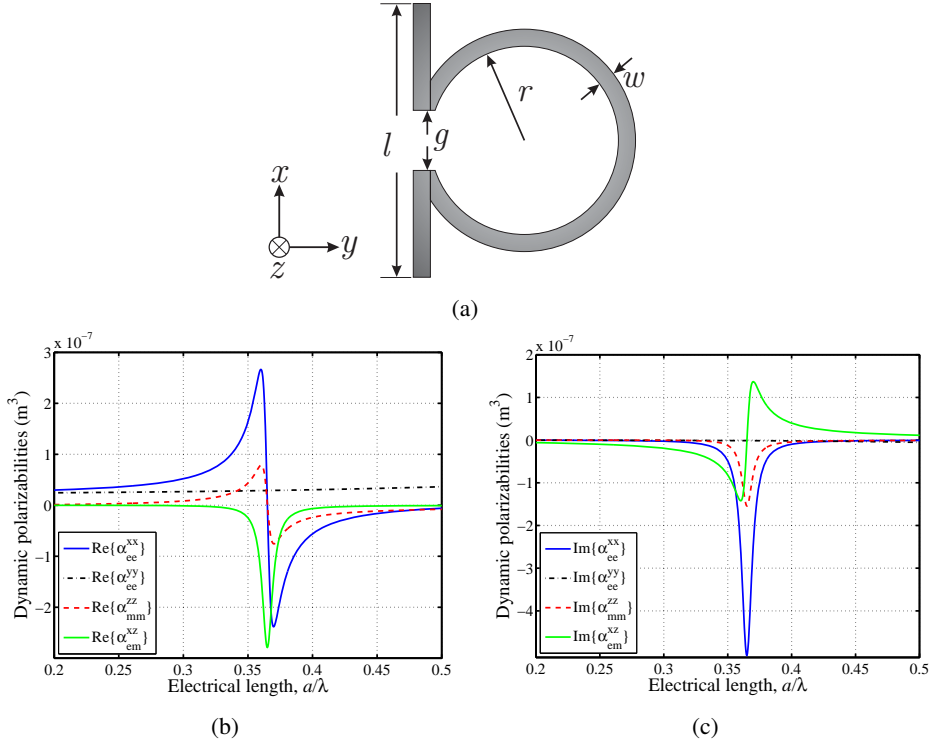 l
g
r
w
x
y
z
(a)
x 10⁻⁷
3
2
1
0
−1
−2
Dynamic polarizabilities (m³)
Re{α_ee^xx}
Re{α_ee^yy}
Re{α_mm^zz}
Re{α_em^xz}
0.2 0.25 0.3 0.35 0.4 0.45 0.5
Electrical length, a/λ
(b)
x 10⁻⁷
2
1
0
−1
−2
−3
−4
Dynamic polarizabilities (m³)
Im{α_ee^xx}
Im{α_ee^yy}
Im{α_mm^zz}
Im{α_em^xz}
0.2 0.25 0.3 0.35 0.4 0.45 0.5
Electrical length, a/λ
(c)